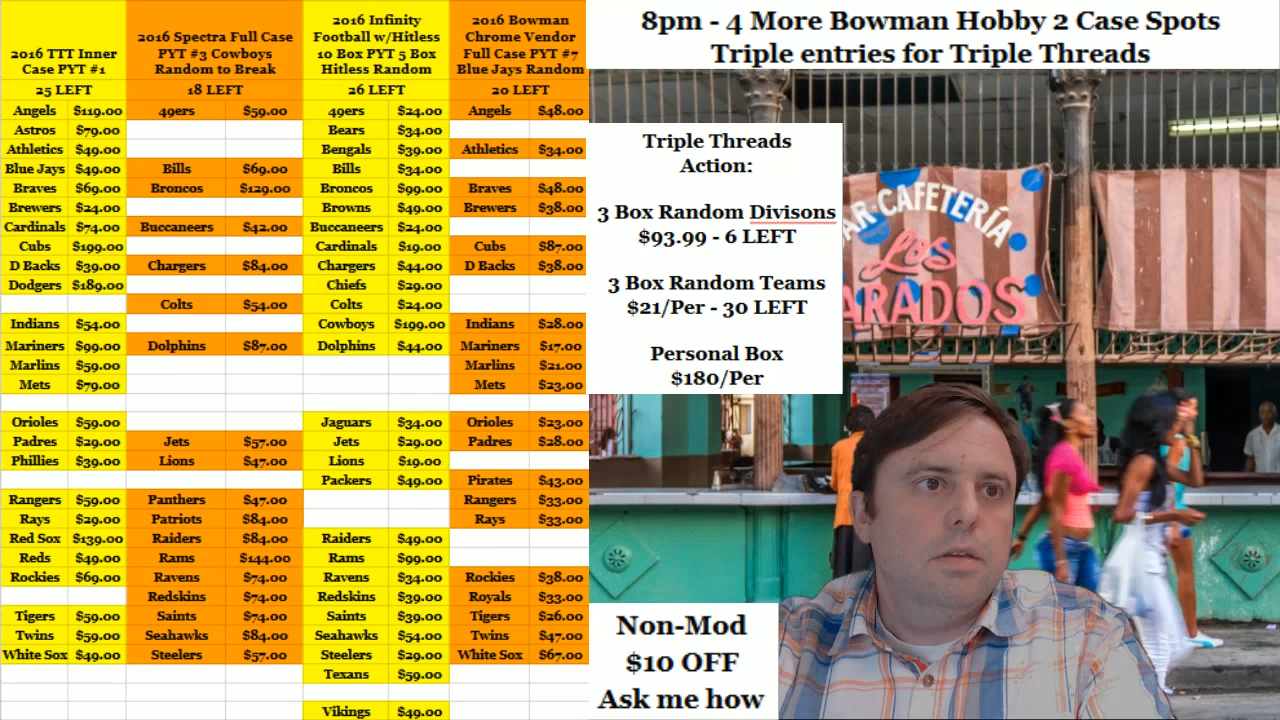 2016 TTT Inner
Case PYT #1
25 LEFT
Angels $119.00
Astros $79.00
Athletics $49.00
Blue Jays $49.00
Braves $69.00
Brewers $24.00
Cardinals $74.00
Cubs $199.00
D Backs $39.00
Dodgers $189.00
Indians $54.00
Mariners $99.00
Marlins $59.00
Mets $79.00
Orioles $59.00
Padres $29.00
Phillies $39.00
Rangers $59.00
Rays $29.00
Red Sox $139.00
Reds $49.00
Rockies $69.00
Tigers $59.00
Twins $59.00
White Sox $49.00
2016 Spectra Full Case
PYT #3 Cowboys
Random to Break
18 LEFT
49ers $59.00
Bills $69.00
Broncos $129.00
Buccaneers $42.00
Chargers $84.00
Colts $54.00
Dolphins $87.00
Jets $57.00
Lions $47.00
Panthers $47.00
Patriots $84.00
Raiders $84.00
Rams $144.00
Ravens $74.00
Redskins $74.00
Saints $74.00
Seahawks $84.00
Steelers $57.00
2016 Infinity
Football w/Hitless
10 Box PYT 5 Box
Hitless Random
26 LEFT
49ers $24.00
Bears $34.00
Bengals $39.00
Bills $34.00
Broncos $99.00
Browns $49.00
Buccaneers $24.00
Cardinals $19.00
Chargers $44.00
Chiefs $29.00
Colts $24.00
Cowboys $199.00
Dolphins $44.00
Jaguars $34.00
Jets $29.00
Lions $19.00
Packers $49.00
Raiders $49.00
Rams $99.00
Ravens $34.00
Redskins $39.00
Saints $39.00
Seahawks $54.00
Steelers $29.00
Texans $59.00
Vikings $49.00
2016 Bowman
Chrome Vendor
Full Case PYT #7
Blue Jays Random
20 LEFT
Angels $48.00
Athletics $34.00
Braves $48.00
Brewers $38.00
Cubs $87.00
D Backs $38.00
Indians $28.00
Mariners $17.00
Marlins $21.00
Mets $23.00
Orioles $23.00
Padres $28.00
Pirates $43.00
Rangers $33.00
Rays $33.00
Rockies $38.00
Royals $33.00
Tigers $26.00
Twins $47.00
White Sox $67.00
8pm - 4 More Bowman Hobby 2 Case Spots
Triple entries for Triple Threads
Triple Threads
Action:
3 Box Random Divisons
$93.99 - 6 LEFT
3 Box Random Teams
$21/Per - 30 LEFT
Personal Box
$180/Per
AR-CAFETERÍA
Los
ARADOS
Non-Mod
$10 OFF
Ask me how